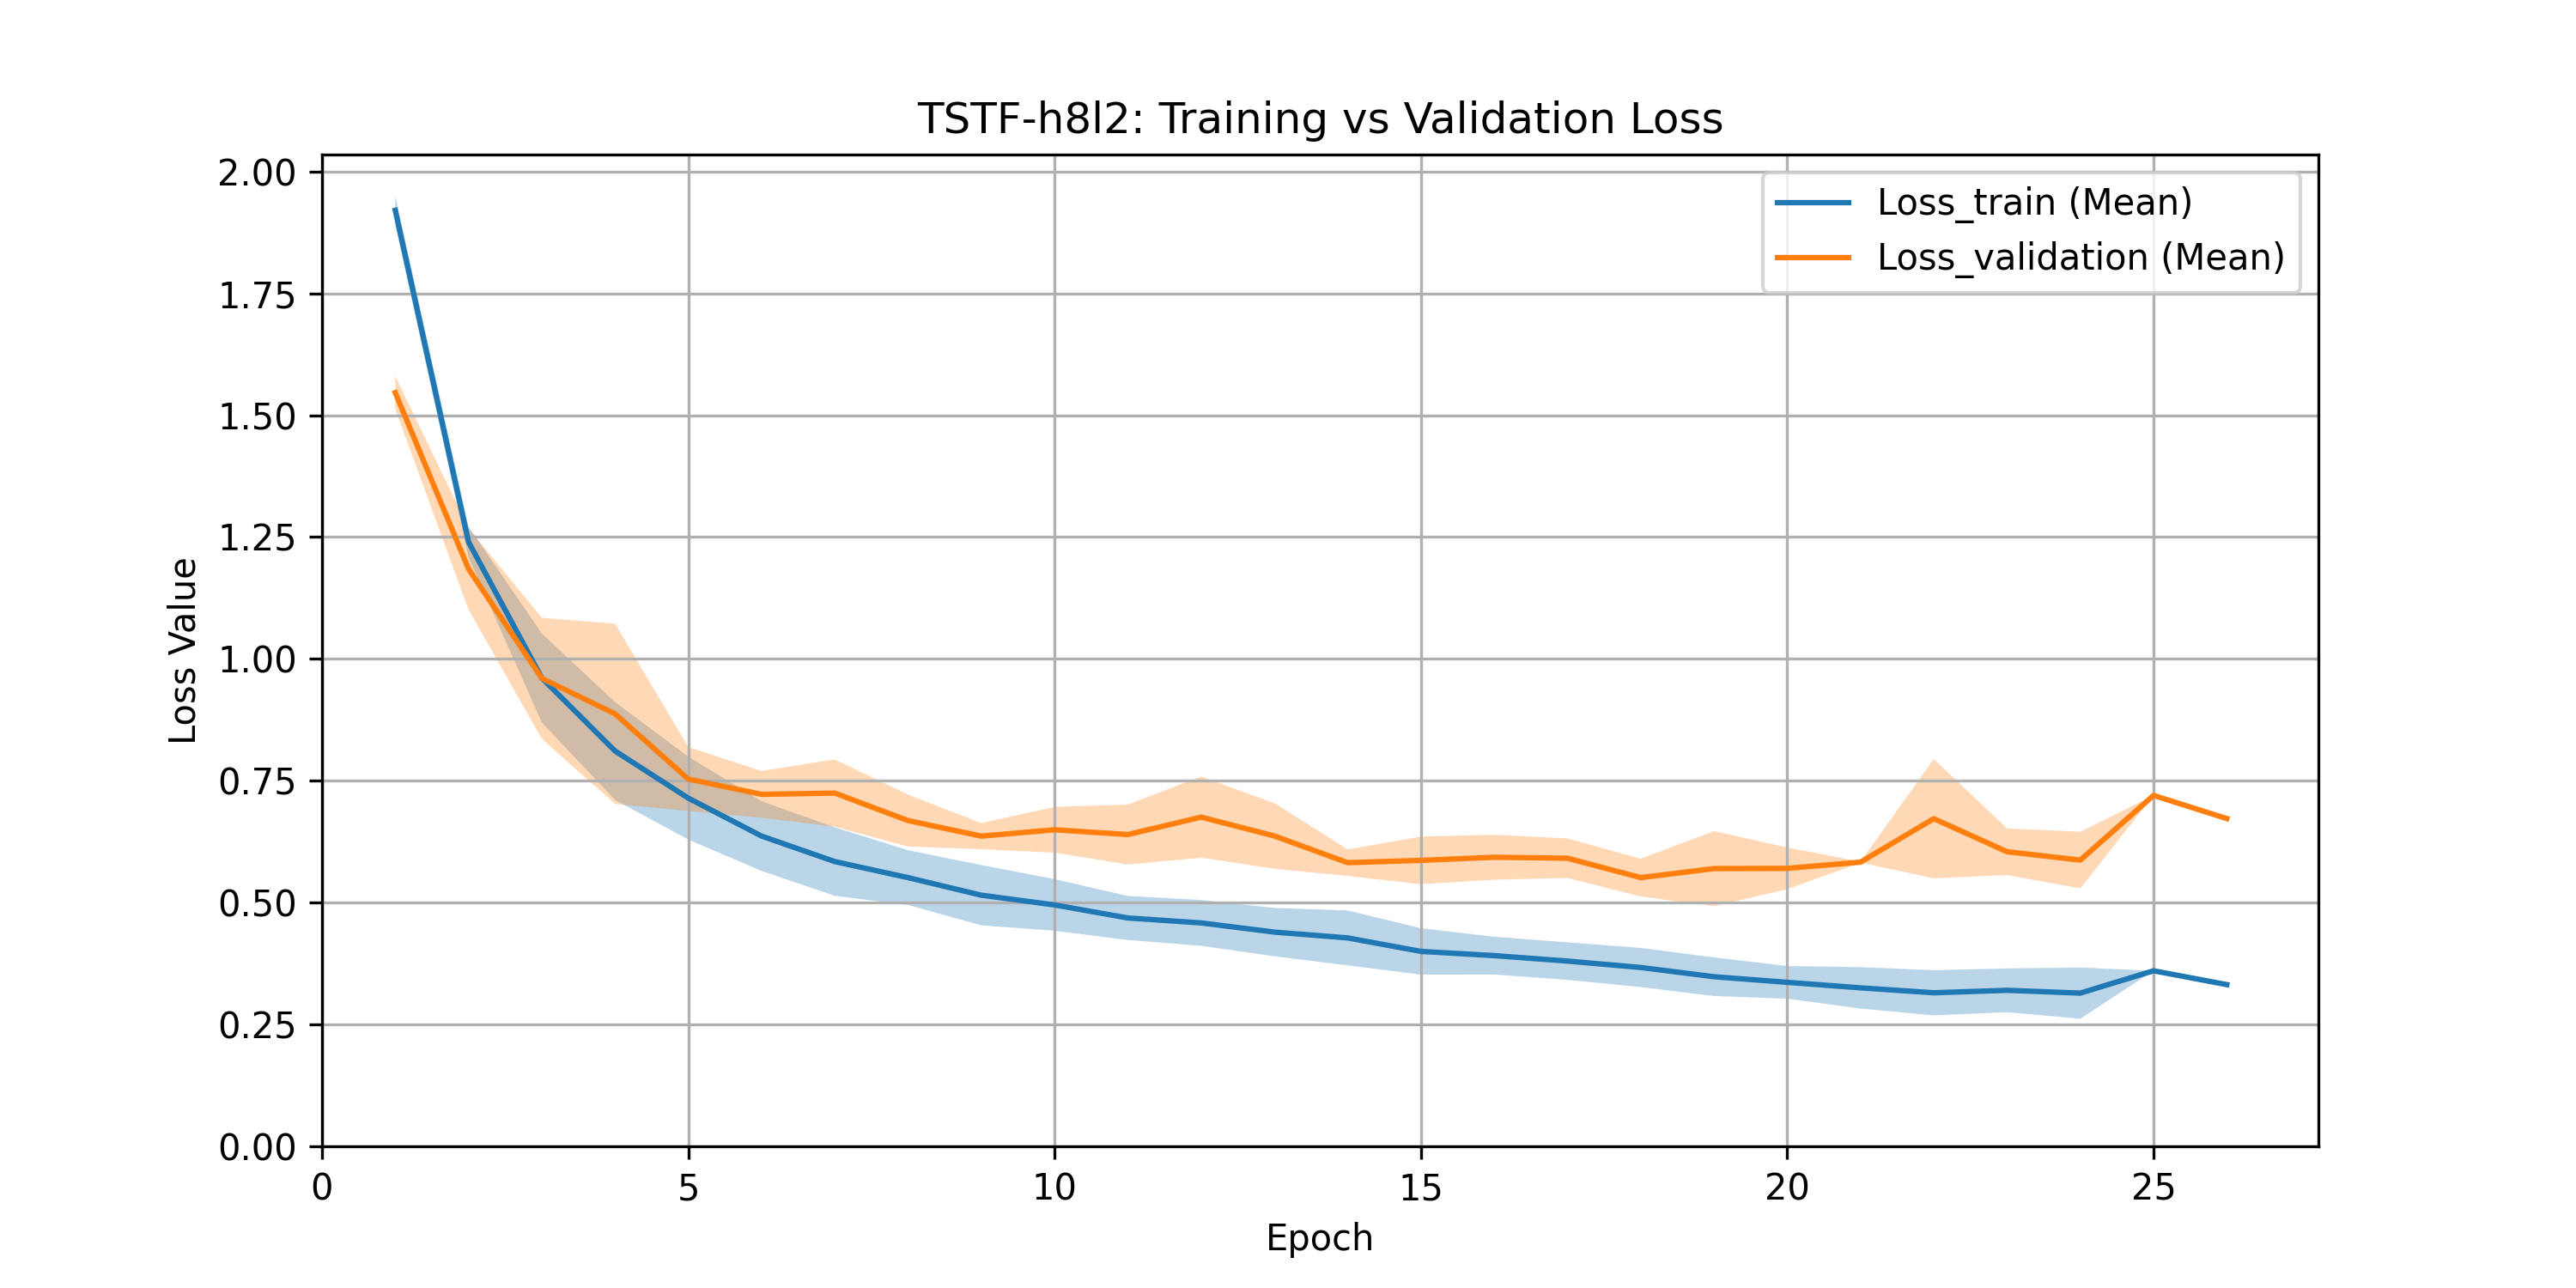 TSTF-h8l2: Training vs Validation Loss
Loss_train (Mean)
Loss_validation (Mean)
Loss Value
2.00
1.75
1.50
1.25
1.00
0.75
0.50
0.25
0.00
0 5 10 15 20 25
Epoch